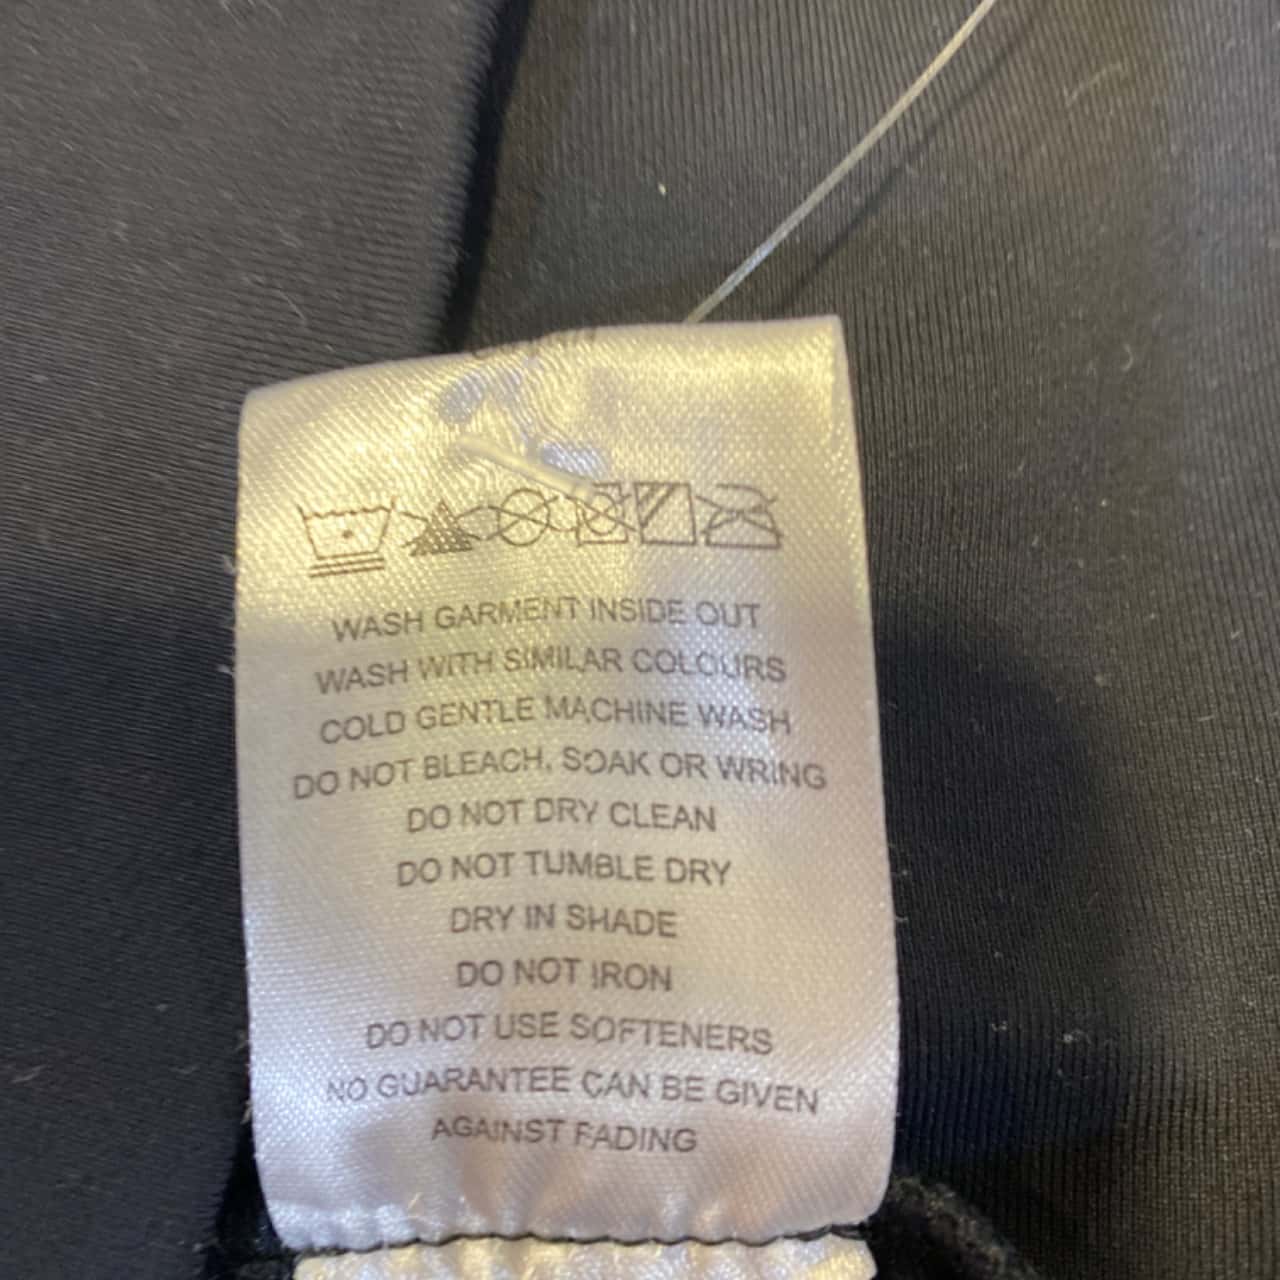 WASH GARMENT INSIDE OUT
WASH WITH SIMILAR COLOURS
COLD GENTLE MACHINE WASH
DO NOT BLEACH, SOAK OR WRING
DO NOT DRY CLEAN
DO NOT TUMBLE DRY
DRY IN SHADE
DO NOT IRON
DO NOT USE SOFTENERS
NO GUARANTEE CAN BE GIVEN
AGAINST FADING